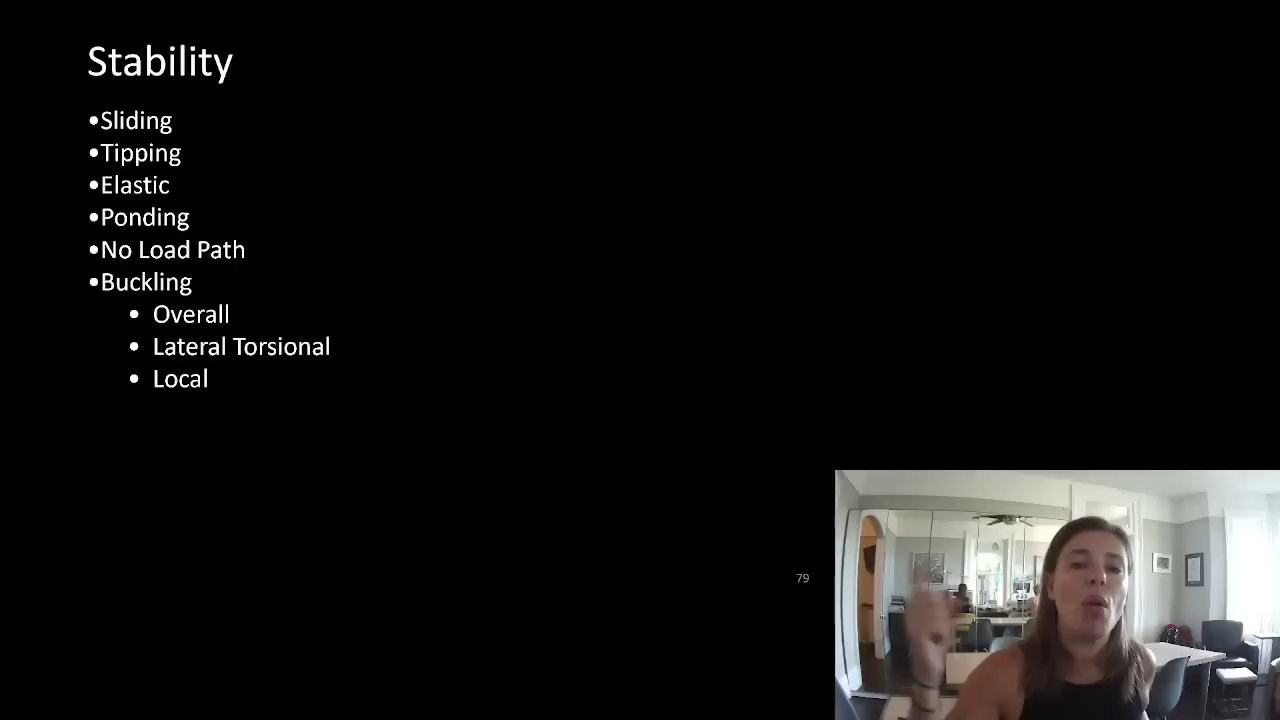 Stability
•Sliding
•Tipping
•Elastic
•Ponding
•No Load Path
•Buckling
• Overall
• Lateral Torsional
• Local
79